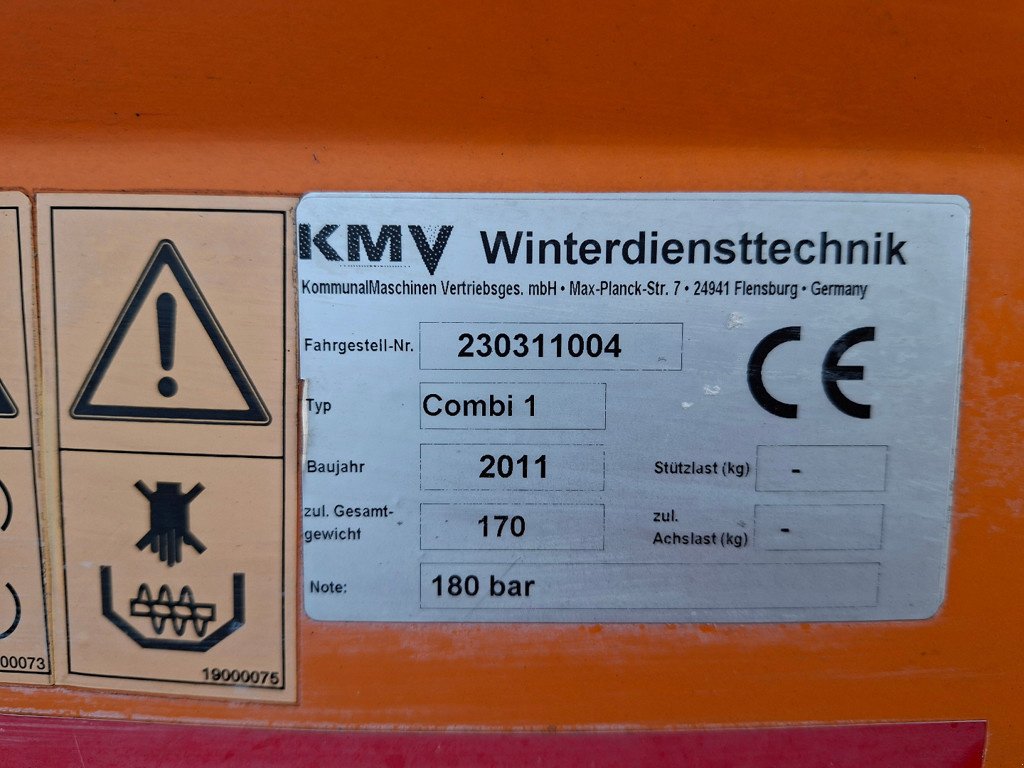 KMV Winterdiensttechnik
KommunalMaschinen Vertriebsges. mbH • Max-Planck-Str. 7 • 24941 Flensburg • Germany
Fahrgestell-Nr. 230311004
CE
Typ Combi 1
Baujahr 2011 Stützlast (kg) -
zul. Gesamt-
gewicht 170 zul.
Achslast (kg) -
Note: 180 bar
00073
19000075